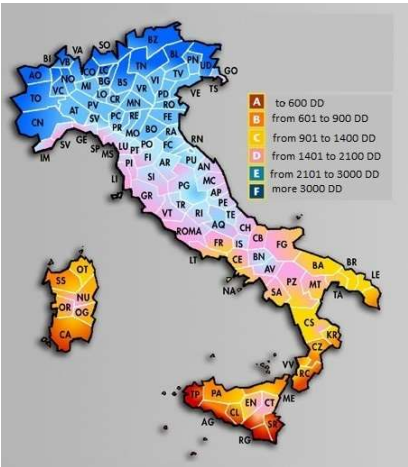 SO
BZ
VA
BI
VB
CO
LC
TN
BL
PN
UD
GO
AO
NO
MI
BG
BS
VR
VI
TV
TS
VC
LO
CR
MN
PD
VE
TO
PV
RO
AT
SV
PC
PR
MO
FE
CN
BO
RA
GE
LU
PT
PO
FC
RN
IM
SV
SP
MS
PI
FI
AR
PU
AN
LI
SI
MC
GR
PG
AP
PE
VT
TR
RI
TE
AQ
CH
ROMA
IS
CB
FG
FR
LT
CE
BN
BA
BR
AV
LE
NA
SA
PZ
MT
TA
CS
KR
CZ
VV
RC
ME
TP
PA
EN
CT
AG
CL
SR
RG
OT
SS
NU
OR
OG
CA
A to 600 DD
B from 601 to 900 DD
C from 901 to 1400 DD
D from 1401 to 2100 DD
E from 2101 to 3000 DD
F more 3000 DD